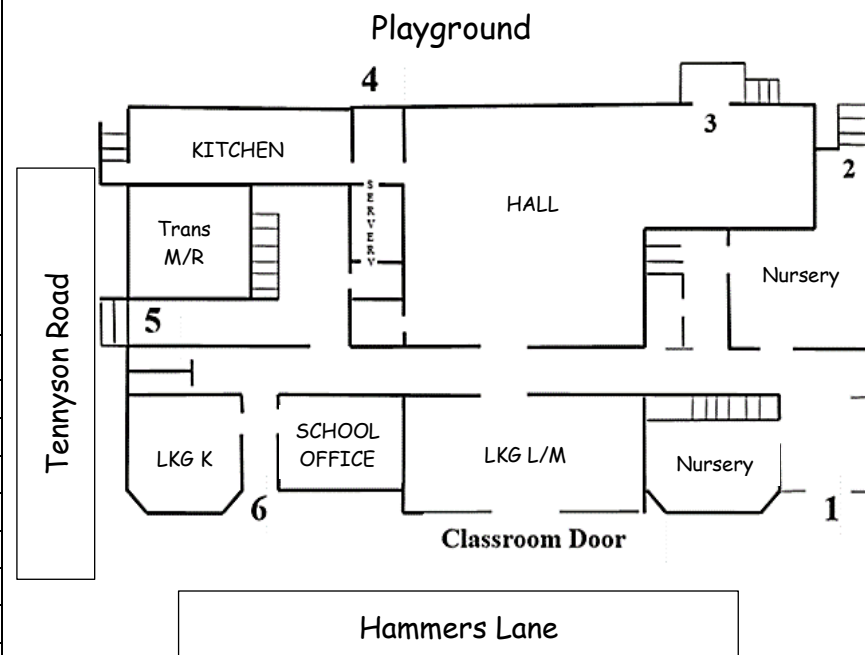 Playground
4
3
2
KITCHEN
SERVERV
HALL
Trans
M/R
Nursery
5
Tennyson Road
SCHOOL
OFFICE
LKG K
LKG L/M
Nursery
6
1
Classroom Door
Hammers Lane